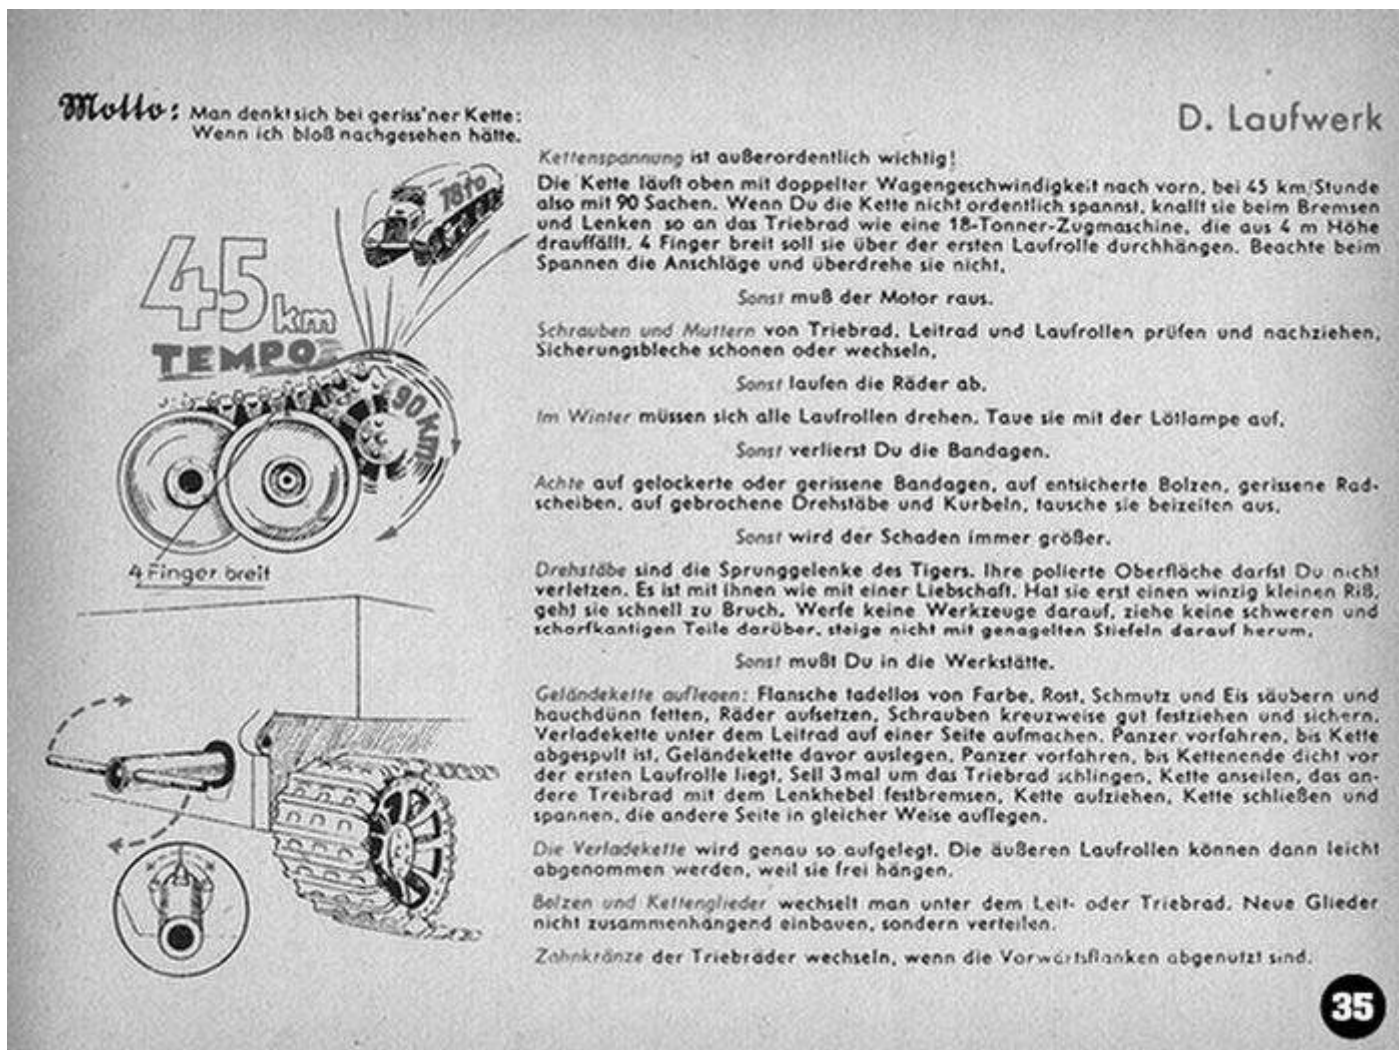 Motto: Man denkt sich bei geriss'ner Kette:
Wenn ich bloß nachgesehen hätte.
D. Laufwerk
Kettenspannung ist außerordentlich wichtig!
Die Kette läuft oben mit doppelter Wagengeschwindigkeit nach vorn, bei 45 km/Stunde
also mit 90 Sachen. Wenn Du die Kette nicht ordentlich spannst, knallt sie beim Bremsen
und Lenken so an das Triebrad wie eine 18-Tonner-Zugmaschine, die aus 4 m Höhe
drauffällt. 4 Finger breit soll sie über der ersten Laufrolle durchhängen. Beachte beim
Spannen die Anschläge und überdrehe sie nicht,
Sonst muß der Motor raus.
Schrauben und Muttern von Triebrad, Leitrad und Laufrollen prüfen und nachziehen,
Sicherungsbleche schonen oder wechseln,
Sonst laufen die Räder ab.
Im Winter müssen sich alle Laufrollen drehen. Taue sie mit der Lötlampe auf,
Sonst verlierst Du die Bandagen.
Achte auf gelockerte oder gerissene Bandagen, auf entsicherte Bolzen, gerissene Rad-
scheiben, auf gebrochene Drehstäbe und Kurbeln, tausche sie beizeiten aus,
Sonst wird der Schaden immer größer.
Drehstäbe sind die Sprunggelenke des Tigers. Ihre polierte Oberfläche darfst Du nicht
verletzen. Es ist mit ihnen wie mit einer Liebschaft. Hat sie erst einen winzig kleinen Riß,
geht sie schnell zu Bruch. Werfe keine Werkzeuge darauf, ziehe keine schweren und
scharfkantigen Teile darüber, steige nicht mit genagelten Stiefeln darauf herum,
Sonst mußt Du in die Werkstätte.
Geländekette auflegen: Flansche tadellos von Farbe, Rost, Schmutz und Eis säubern und
hauchdünn fetten, Räder aufsetzen, Schrauben kreuzweise gut festziehen und sichern.
Verladekette unter dem Leitrad auf einer Seite aufmachen. Panzer vorfahren, bis Kette
abgespult ist, Geländekette davor auslegen, Panzer vorfahren, bis Kettenende dicht vor
der ersten Laufrolle liegt, Seil 3mal um das Triebrad schlingen, Kette anseilen, das an-
dere Treibrad mit dem Lenkhebel festbremsen, Kette aufziehen, Kette schließen und
spannen, die andere Seite in gleicher Weise auflegen.
Die Verladekette wird genau so aufgelegt. Die äußeren Laufrollen können dann leicht
abgenommen werden, weil sie frei hängen.
Bolzen und Kettenglieder wechselt man unter dem Leit- oder Triebrad. Neue Glieder
nicht zusammenhängend einbauen, sondern verteilen.
Zahnkränze der Triebräder wechseln, wenn die Vorwärtsflanken abgenutzt sind.
18to
45 km
TEMPO
90 km
4 Finger breit
35